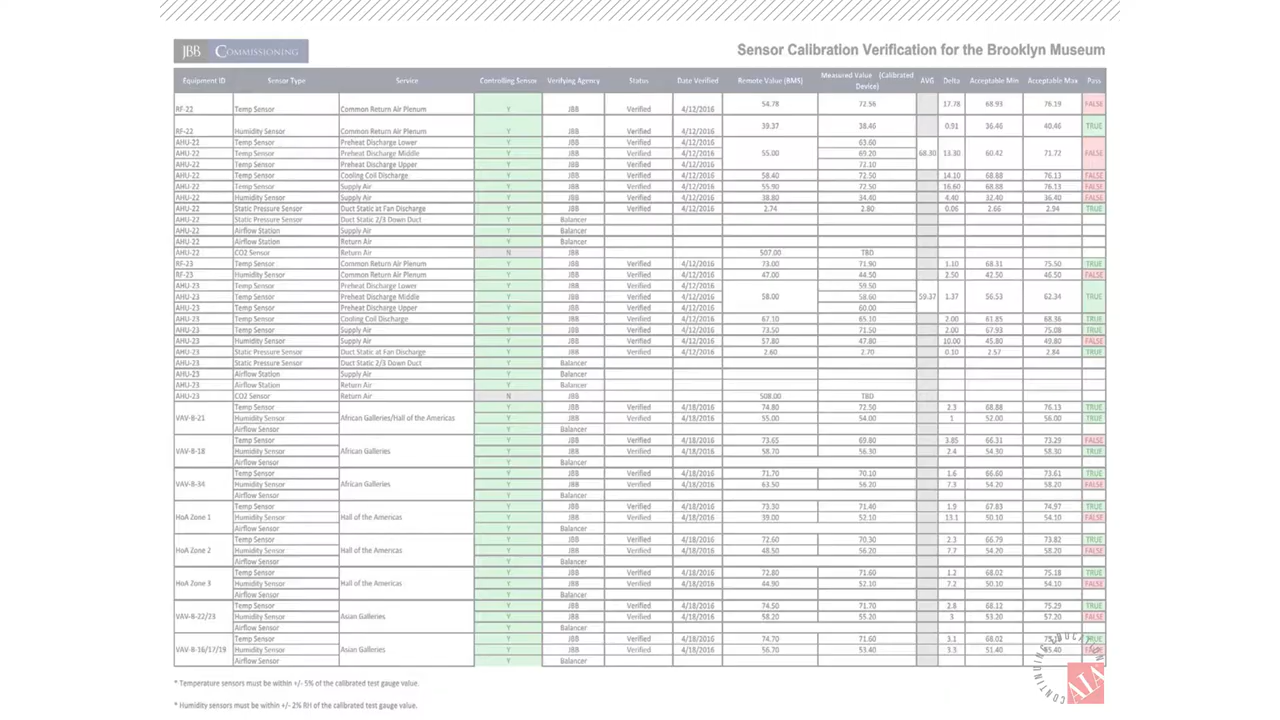 JBB COMMISSIONING
Sensor Calibration Verification for the Brooklyn Museum
Equipment ID Sensor Type Service Controlling Sensor Verifying Agency Status Date Verified Remote Value (BMS) Measured Value (Calibrated Device) AVG Delta Acceptable Min Acceptable Max Pass
RF-22 Temp Sensor Common Return Air Plenum Y JBB Verified 4/12/2016 54.78 72.56 17.78 68.93 76.19 FALSE
RF-22 Humidity Sensor Common Return Air Plenum Y JBB Verified 4/12/2016 39.37 38.46 0.91 36.46 40.46 TRUE
AHU-22 Temp Sensor Preheat Discharge Lower Y JBB Verified 4/12/2016 63.60
AHU-22 Temp Sensor Preheat Discharge Middle Y JBB Verified 4/12/2016 55.00 69.20 68.30 13.30 60.42 71.72 FALSE
AHU-22 Temp Sensor Preheat Discharge Upper Y JBB Verified 4/12/2016 72.10
AHU-22 Temp Sensor Cooling Coil Discharge Y JBB Verified 4/12/2016 58.40 72.50 14.10 68.88 76.13 FALSE
AHU-22 Temp Sensor Supply Air Y JBB Verified 4/12/2016 55.90 72.50 16.60 68.88 76.13 FALSE
AHU-22 Humidity Sensor Supply Air Y JBB Verified 4/12/2016 38.80 34.40 4.40 32.40 36.40 FALSE
AHU-22 Static Pressure Sensor Duct Static at Fan Discharge Y JBB Verified 4/12/2016 2.74 2.80 0.06 2.66 2.94 TRUE
AHU-22 Static Pressure Sensor Duct Static 2/3 Down Duct Y Balancer
AHU-22 Airflow Station Supply Air Y Balancer
AHU-22 Airflow Station Return Air Y Balancer
AHU-22 CO2 Sensor Return Air N JBB 507.00 TBD
RF-23 Temp Sensor Common Return Air Plenum Y JBB Verified 4/12/2016 73.00 71.90 1.10 68.31 75.50 TRUE
RF-23 Humidity Sensor Common Return Air Plenum Y JBB Verified 4/12/2016 47.00 44.50 2.50 42.50 46.50 FALSE
AHU-23 Temp Sensor Preheat Discharge Lower Y JBB Verified 4/12/2016 59.50
AHU-23 Temp Sensor Preheat Discharge Middle Y JBB Verified 4/12/2016 58.00 58.60 59.37 1.37 56.53 62.34 TRUE
AHU-23 Temp Sensor Preheat Discharge Upper Y JBB Verified 4/12/2016 60.00
AHU-23 Temp Sensor Cooling Coil Discharge Y JBB Verified 4/12/2016 67.10 65.10 2.00 61.85 68.36 TRUE
AHU-23 Temp Sensor Supply Air Y JBB Verified 4/12/2016 73.50 71.50 2.00 67.93 75.08 TRUE
AHU-23 Humidity Sensor Supply Air Y JBB Verified 4/12/2016 57.80 47.80 10.00 45.80 49.80 FALSE
AHU-23 Static Pressure Sensor Duct Static at Fan Discharge Y JBB Verified 4/12/2016 2.60 2.70 0.10 2.57 2.84 TRUE
AHU-23 Static Pressure Sensor Duct Static 2/3 Down Duct Y Balancer
AHU-23 Airflow Station Supply Air Y Balancer
AHU-23 Airflow Station Return Air Y Balancer
AHU-23 CO2 Sensor Return Air N JBB 508.00 TBD
Temp Sensor Y JBB Verified 4/18/2016 74.80 72.50 2.3 68.88 76.13 TRUE
VAV-8-21 Humidity Sensor African Galleries/Hall of the Americas Y JBB Verified 4/18/2016 55.00 54.00 1 52.00 56.00 TRUE
Airflow Sensor Y Balancer
Temp Sensor Y JBB Verified 4/18/2016 73.65 69.80 3.85 66.31 73.29 FALSE
VAV-8-18 Humidity Sensor African Galleries Y JBB Verified 4/18/2016 58.70 56.30 2.4 54.30 58.30 TRUE
Airflow Sensor Y Balancer
Temp Sensor Y JBB Verified 4/18/2016 71.70 70.10 1.6 66.60 73.61 TRUE
VAV-8-34 Humidity Sensor African Galleries Y JBB Verified 4/18/2016 63.50 56.20 7.3 54.20 58.20 FALSE
Airflow Sensor Y Balancer
Temp Sensor Y JBB Verified 4/18/2016 73.30 71.40 1.9 67.83 74.97 TRUE
HoA Zone 1 Humidity Sensor Hall of the Americas Y JBB Verified 4/18/2016 39.00 52.10 13.1 50.10 54.10 FALSE
Airflow Sensor Y Balancer
Temp Sensor Y JBB Verified 4/18/2016 72.60 70.30 2.3 66.79 73.82 TRUE
HoA Zone 2 Humidity Sensor Hall of the Americas Y JBB Verified 4/18/2016 48.50 56.20 7.7 54.20 58.20 FALSE
Airflow Sensor Y Balancer
Temp Sensor Y JBB Verified 4/18/2016 72.80 71.60 1.2 68.02 75.18 TRUE
HoA Zone 3 Humidity Sensor Hall of the Americas Y JBB Verified 4/18/2016 44.90 52.10 7.2 50.10 54.10 FALSE
Airflow Sensor Y Balancer
Temp Sensor Y JBB Verified 4/18/2016 74.50 71.70 2.8 68.12 75.29 TRUE
VAV-8-22/23 Humidity Sensor Asian Galleries Y JBB Verified 4/18/2016 58.20 55.20 3 53.20 57.20 FALSE
Airflow Sensor Y Balancer
Temp Sensor Y JBB Verified 4/18/2016 74.70 71.60 3.1 68.02 TRUE
VAV-8-16/17/19 Humidity Sensor Asian Galleries Y JBB Verified 4/18/2016 56.70 53.40 3.3 51.40 55.40
Airflow Sensor Y Balancer
* Temperature sensors must be within +/- 5% of the calibrated test gauge value.
* Humidity sensors must be within +/- 2% RH of the calibrated test gauge value.
CONTINUING EDUCATION
AIA